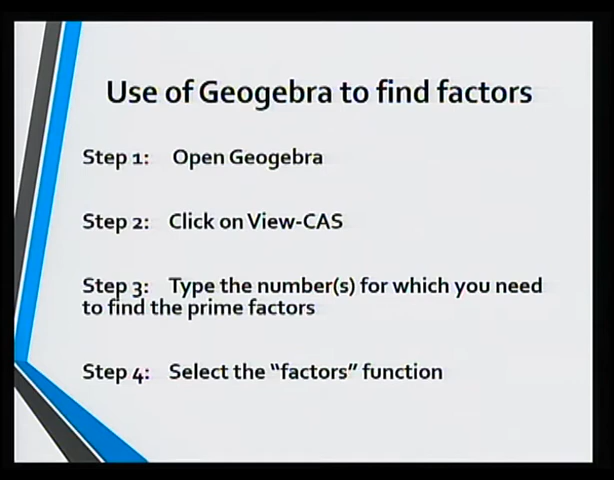 Use of Geogebra to find factors
Step 1: Open Geogebra
Step 2: Click on View-CAS
Step 3: Type the number(s) for which you need
to find the prime factors
Step 4: Select the “factors” function